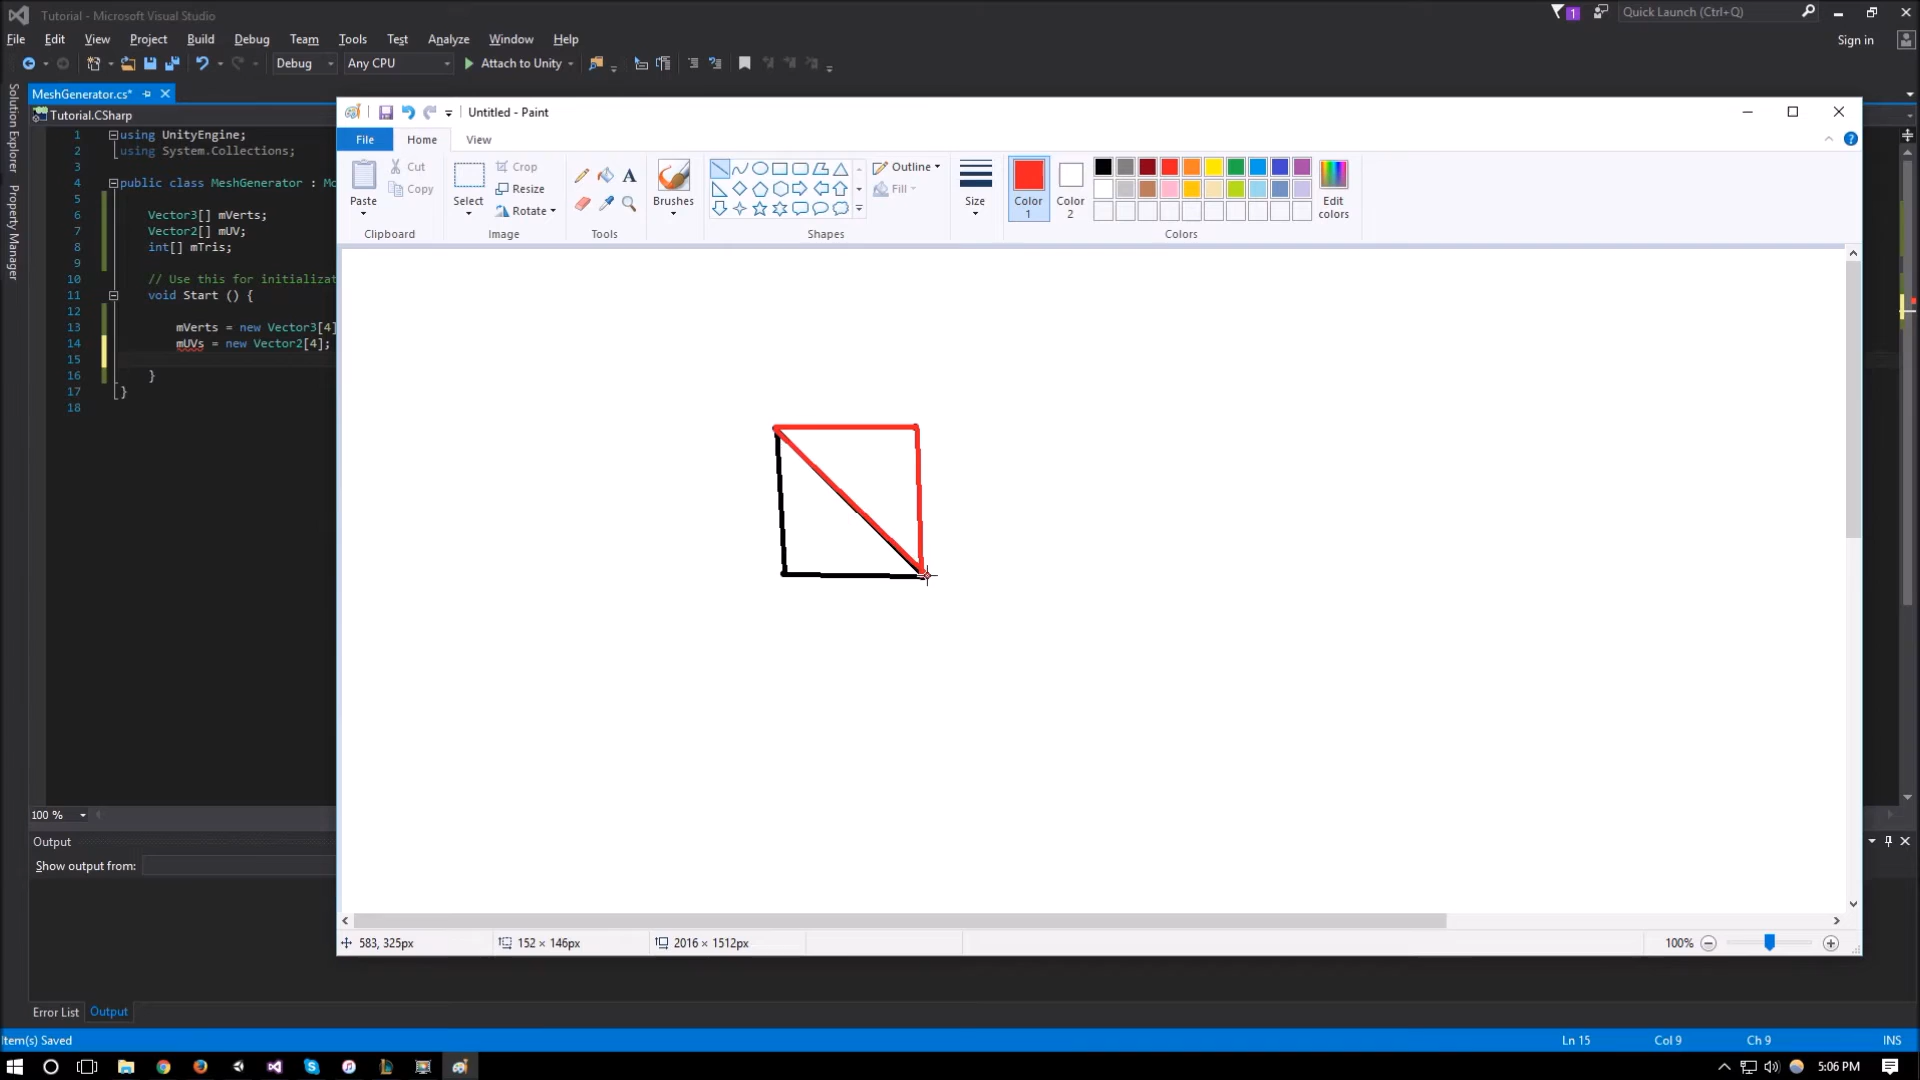 Tutorial - Microsoft Visual Studio
1
Quick Launch (Ctrl+Q)
File Edit View Project Build Debug Team Tools Test Analyze Window Help
Sign in
Debug Any CPU Attach to Unity
Solution Explorer
Property Manager
MeshGenerator.cs*
Tutorial.CSharp
1 using UnityEngine;
2 using System.Collections;
3
4 public class MeshGenerator : Mo
5
6 Vector3[] mVerts;
7 Vector2[] mUV;
8 int[] mTris;
9
10 // Use this for initializat
11 void Start () {
12
13 mVerts = new Vector3[4]
14 mUVs = new Vector2[4];
15
16 }
17 }
18
100 %
Output
Show output from:
Error List Output
Item(s) Saved
Ln 15 Col 9 Ch 9 INS
Untitled - Paint
File Home View
Paste
Cut
Copy
Clipboard
Select
Crop
Resize
Rotate
Image
A
Tools
Brushes
Shapes
Outline
Fill
Size
Color 1
Color 2
Edit colors
Colors
583, 325px
152 × 146px
2016 × 1512px
100%
5:06 PM